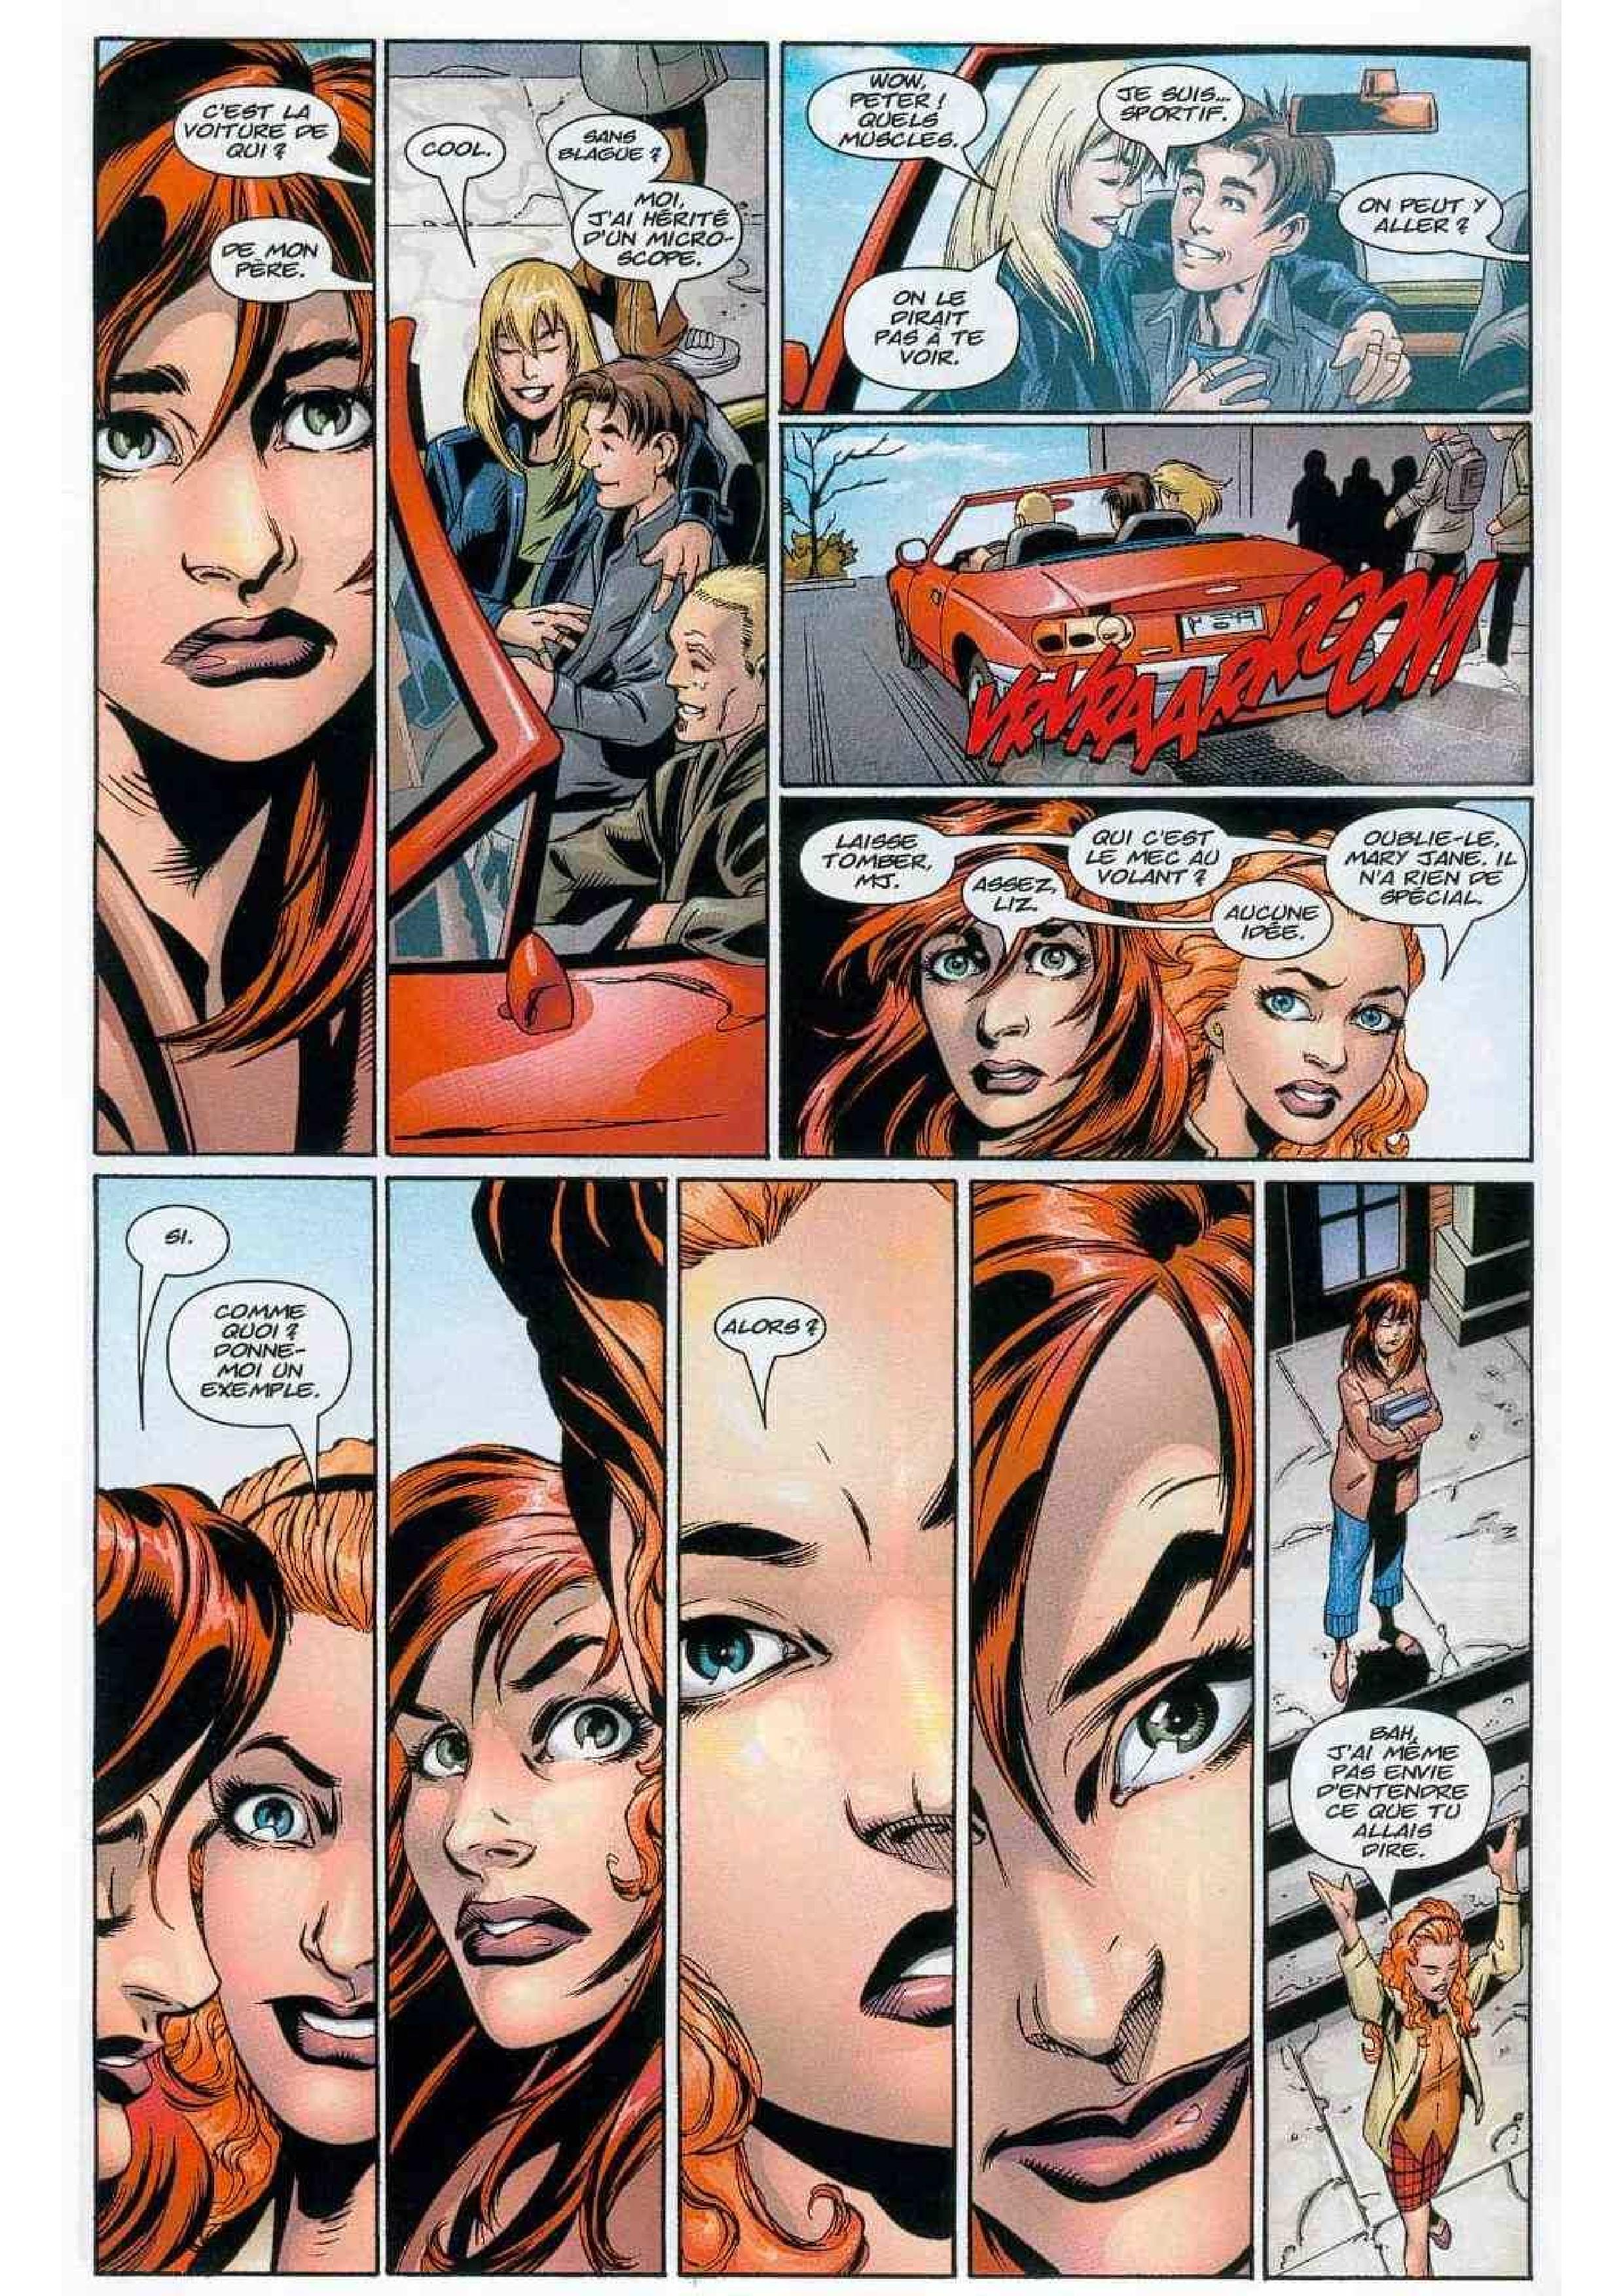 C'EST LA
VOITURE DE
QUI ?
DE MON
PÈRE.
COOL.
SANS
BLAGUE ?
MOI,
J'AI HÉRITÉ
D'UN MICRO-
SCOPE.
WOW,
PETER !
QUELS
MUSCLES.
JE SUIS...
SPORTIF.
ON LE
DIRAIT
PAS À TE
VOIR.
ON PEUT Y
ALLER ?
VRVRAARRROOOM
LAISSE
TOMBER,
MJ.
ASSEZ,
LIZ.
QUI C'EST
LE MEC AU
VOLANT ?
AUCUNE
IDÉE.
OUBLIE-LE,
MARY JANE. IL
N'A RIEN DE
SPÉCIAL.
SI.
COMME
QUOI ?
DONNE-
MOI UN
EXEMPLE.
ALORS ?
BAH,
J'AI MÊME
PAS ENVIE
D'ENTENDRE
CE QUE TU
ALLAIS
DIRE.